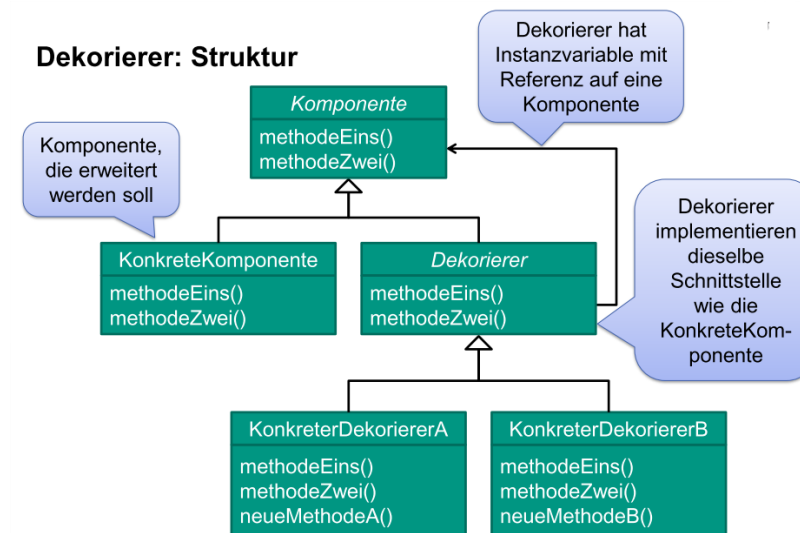 Dekorierer: Struktur
Dekorierer hat
Instanzvariable mit
Referenz auf eine
Komponente
Komponente
methodeEins()
methodeZwei()
Komponente,
die erweitert
werden soll
KonkreteKomponente
methodeEins()
methodeZwei()
Dekorierer
methodeEins()
methodeZwei()
Dekorierer
implementieren
dieselbe
Schnittstelle
wie die
KonkreteKom-
ponente
KonkreterDekoriererA
methodeEins()
methodeZwei()
neueMethodeA()
KonkreterDekoriererB
methodeEins()
methodeZwei()
neueMethodeB()